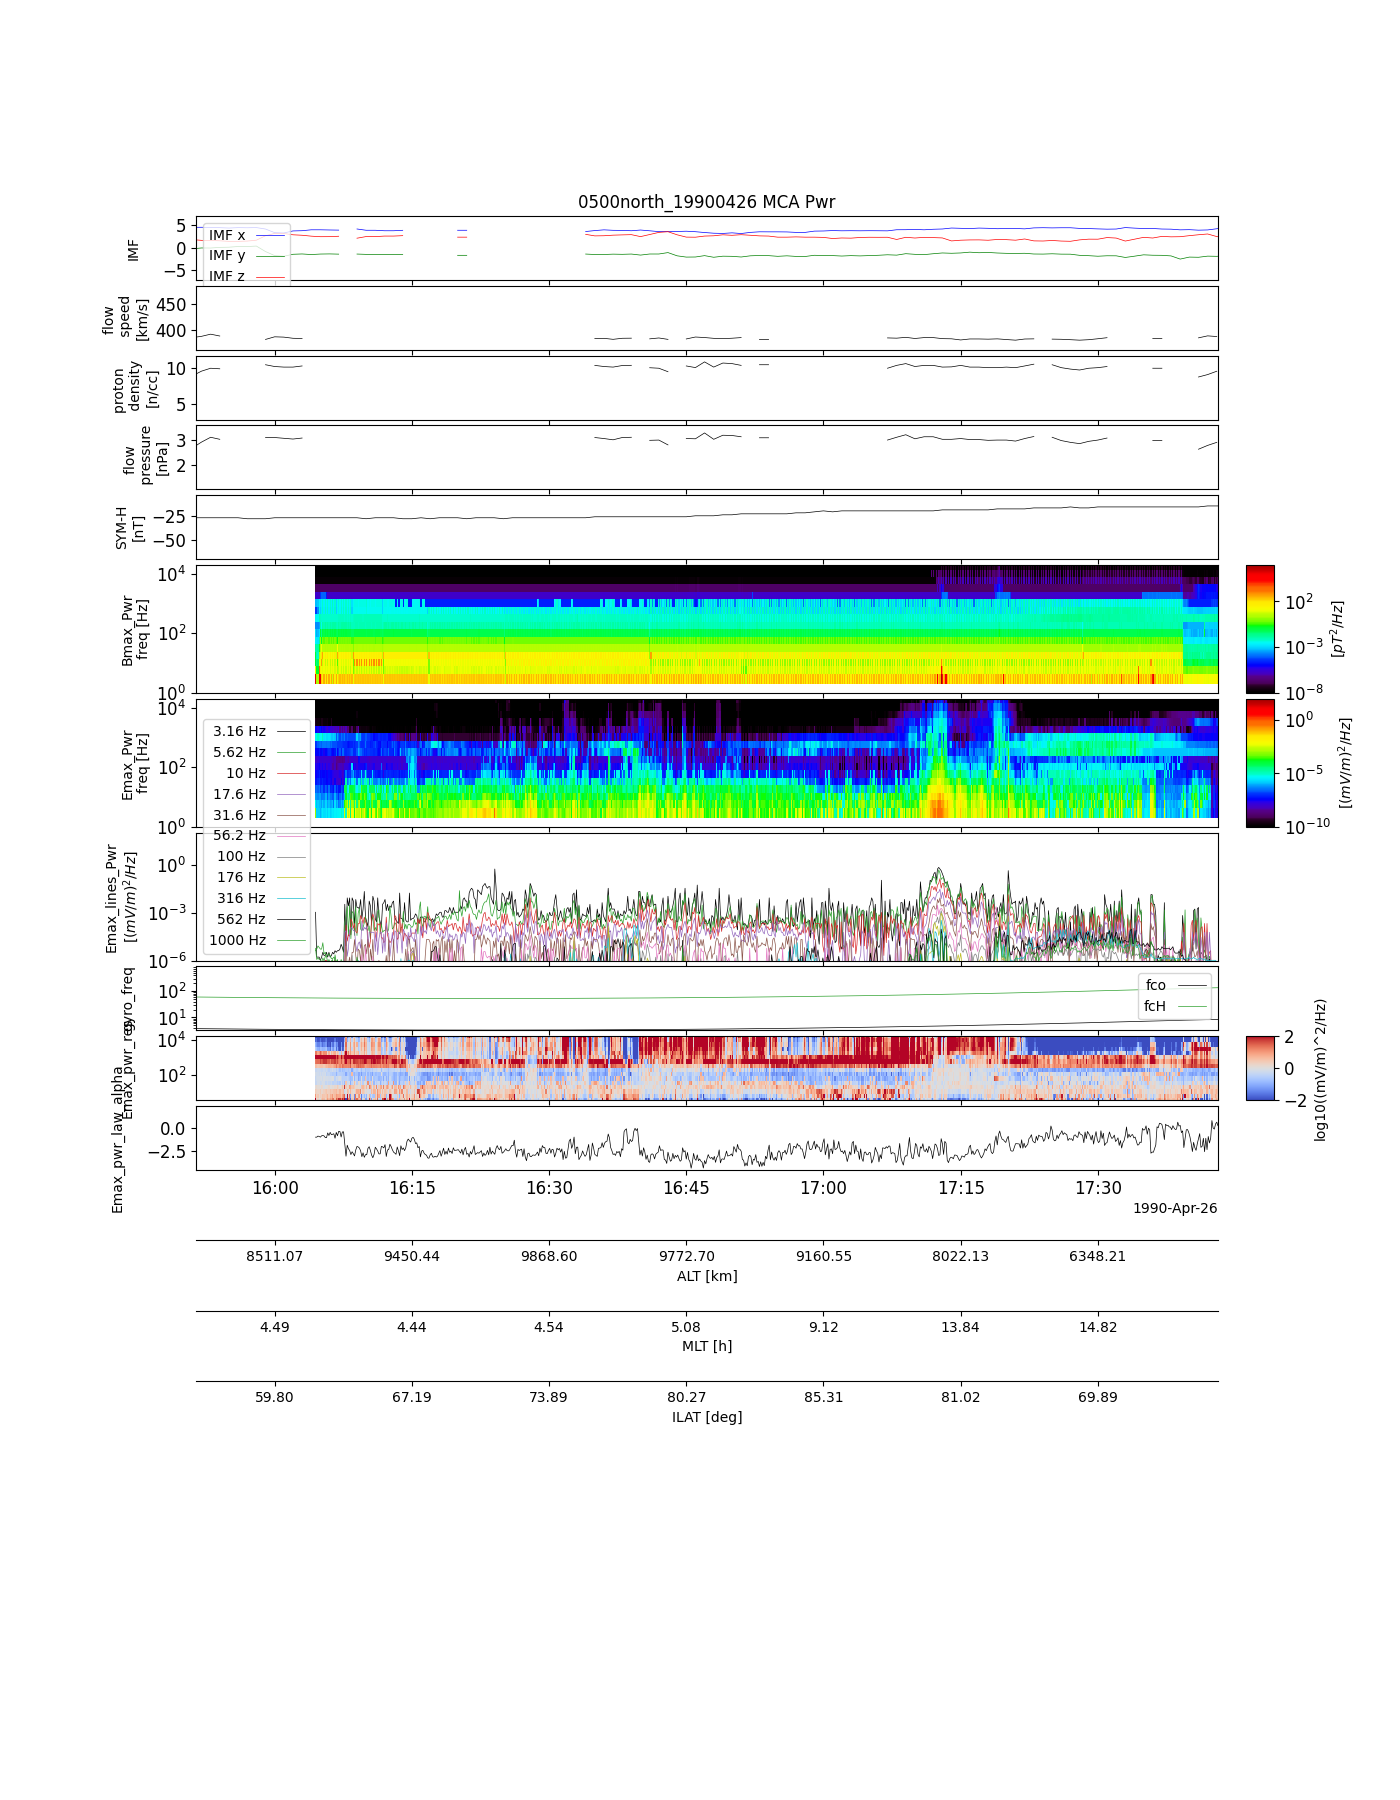 0500north_19900426 MCA Pwr
IMF
5
0
−5
IMF x
IMF y
IMF z
flow
speed
[km/s]
450
400
proton
density
[n/cc]
10
5
flow
pressure
[nPa]
3
2
SYM-H
[nT]
−25
−50
Bmax_Pwr
freq [Hz]
10^4
10^2
10^0
10^2
10^−3
10^−8
[pT^2/Hz]
Emax_Pwr
freq [Hz]
10^4
10^2
10^0
10^0
10^−5
10^−10
[(mV/m)^2/Hz]
3.16 Hz
5.62 Hz
10 Hz
17.6 Hz
31.6 Hz
56.2 Hz
100 Hz
176 Hz
316 Hz
562 Hz
1000 Hz
Emax_lines_Pwr
[(mV/m)^2/Hz]
10^0
10^−3
10^−6
gyro_freq
10^2
10^1
fco
fcH
Emax_pwr_reg
10^4
10^2
2
0
−2
log10((mV/m)^2/Hz)
Emax_pwr_law_alpha
0.0
−2.5
16:00 16:15 16:30 16:45 17:00 17:15 17:30
1990-Apr-26
8511.07 9450.44 9868.60 9772.70 9160.55 8022.13 6348.21
ALT [km]
4.49 4.44 4.54 5.08 9.12 13.84 14.82
MLT [h]
59.80 67.19 73.89 80.27 85.31 81.02 69.89
ILAT [deg]